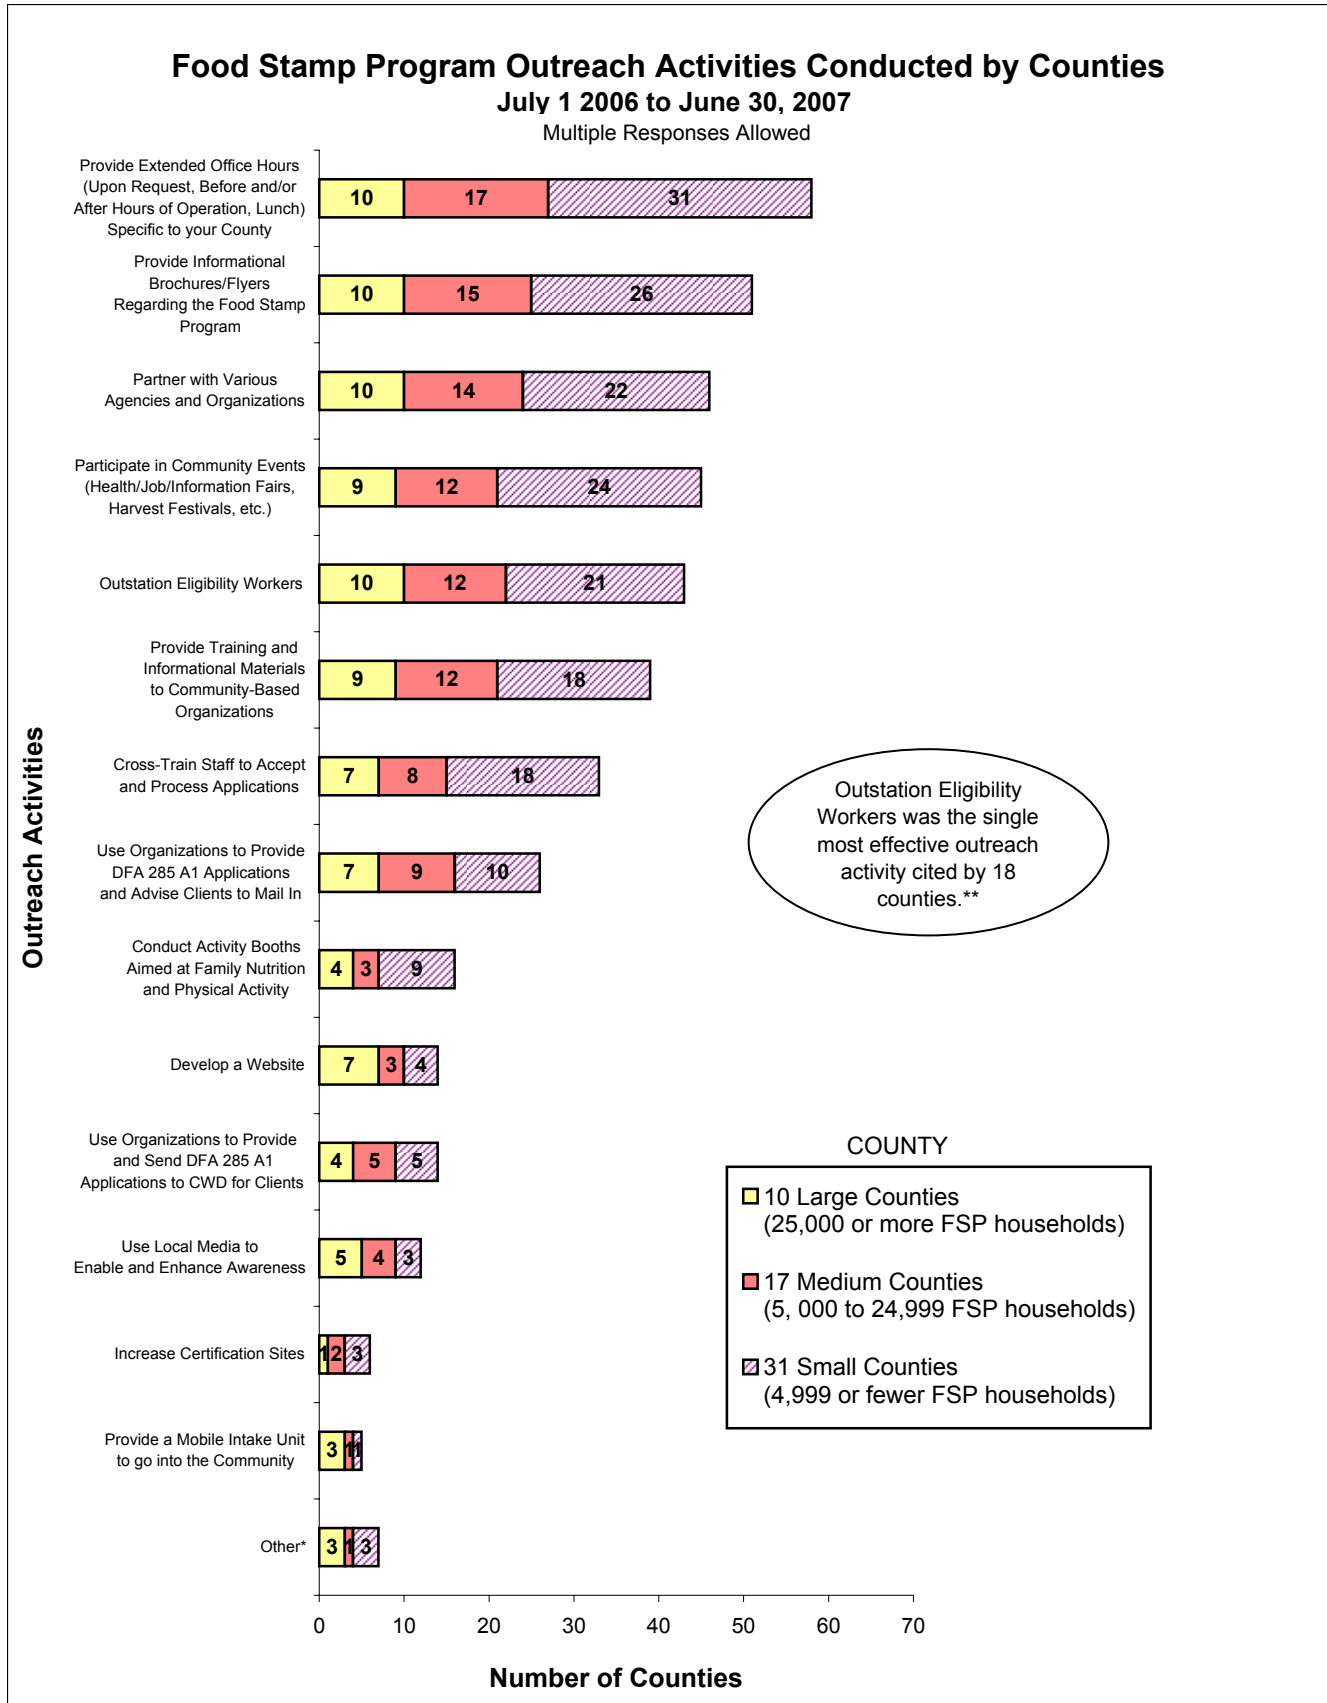 Food Stamp Program Outreach Activities Conducted by Counties
July 1 2006 to June 30, 2007
Multiple Responses Allowed
Provide Extended Office Hours
(Upon Request, Before and/or
After Hours of Operation, Lunch)
Specific to your County
10 17 31
Provide Informational
Brochures/Flyers
Regarding the Food Stamp
Program
10 15 26
Partner with Various
Agencies and Organizations
10 14 22
Participate in Community Events
(Health/Job/Information Fairs,
Harvest Festivals, etc.)
9 12 24
Outstation Eligibility Workers
10 12 21
Provide Training and
Informational Materials
to Community-Based
Organizations
9 12 18
Cross-Train Staff to Accept
and Process Applications
7 8 18
Use Organizations to Provide
DFA 285 A1 Applications
and Advise Clients to Mail In
7 9 10
Conduct Activity Booths
Aimed at Family Nutrition
and Physical Activity
4 3 9
Develop a Website
7 3 4
Use Organizations to Provide
and Send DFA 285 A1
Applications to CWD for Clients
4 5 5
Use Local Media to
Enable and Enhance Awareness
5 4 3
Increase Certification Sites
1 2 3
Provide a Mobile Intake Unit
to go into the Community
3 1 1
Other*
3 1 3
Outreach Activities
Outstation Eligibility
Workers was the single
most effective outreach
activity cited by 18
counties.**
COUNTY
10 Large Counties
(25,000 or more FSP households)
17 Medium Counties
(5, 000 to 24,999 FSP households)
31 Small Counties
(4,999 or fewer FSP households)
0 10 20 30 40 50 60 70
Number of Counties